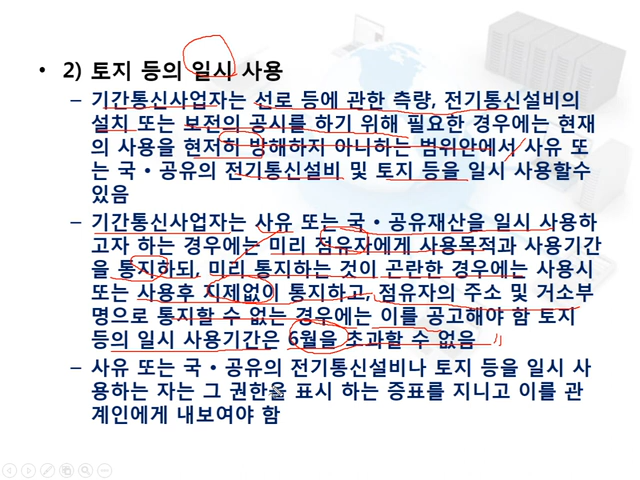 • 2) 토지 등의 일시 사용
– 기간통신사업자는 선로 등에 관한 측량, 전기통신설비의
설치 또는 보전의 공시를 하기 위해 필요한 경우에는 현재
의 사용을 현저히 방해하지 아니하는 범위안에서 사유 또
는 국・공유의 전기통신설비 및 토지 등을 일시 사용할수
있음
– 기간통신사업자는 사유 또는 국・공유재산을 일시 사용하
고자 하는 경우에는 미리 점유자에게 사용목적과 사용기간
을 통지하되, 미리 통지하는 것이 곤란한 경우에는 사용시
또는 사용후 지체없이 통지하고, 점유자의 주소 및 거소부
명으로 통지할 수 없는 경우에는 이를 공고해야 함 토지
등의 일시 사용기간은 6월을 초과할 수 없음
– 사유 또는 국・공유의 전기통신설비나 토지 등을 일시 사
용하는 자는 그 권한을 표시 하는 증표를 지니고 이를 관
계인에게 내보여야 함